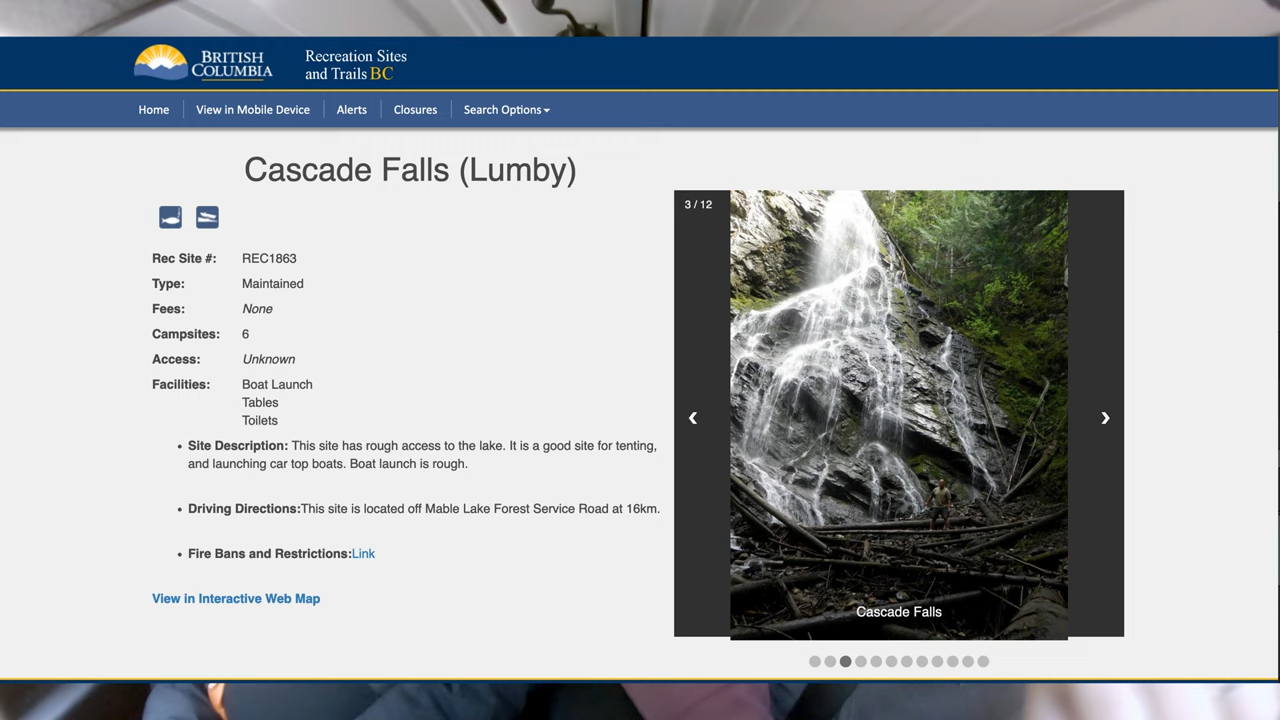 BRITISH
COLUMBIA
Recreation Sites
and Trails BC
Home
View in Mobile Device
Alerts
Closures
Search Options
Cascade Falls (Lumby)
Rec Site #: REC1863
Type: Maintained
Fees: None
Campsites: 6
Access: Unknown
Facilities: Boat Launch
Tables
Toilets
• Site Description: This site has rough access to the lake. It is a good site for tenting,
and launching car top boats. Boat launch is rough.
• Driving Directions:This site is located off Mable Lake Forest Service Road at 16km.
• Fire Bans and Restrictions:Link
View in Interactive Web Map
3 / 12
❮
❯
Cascade Falls